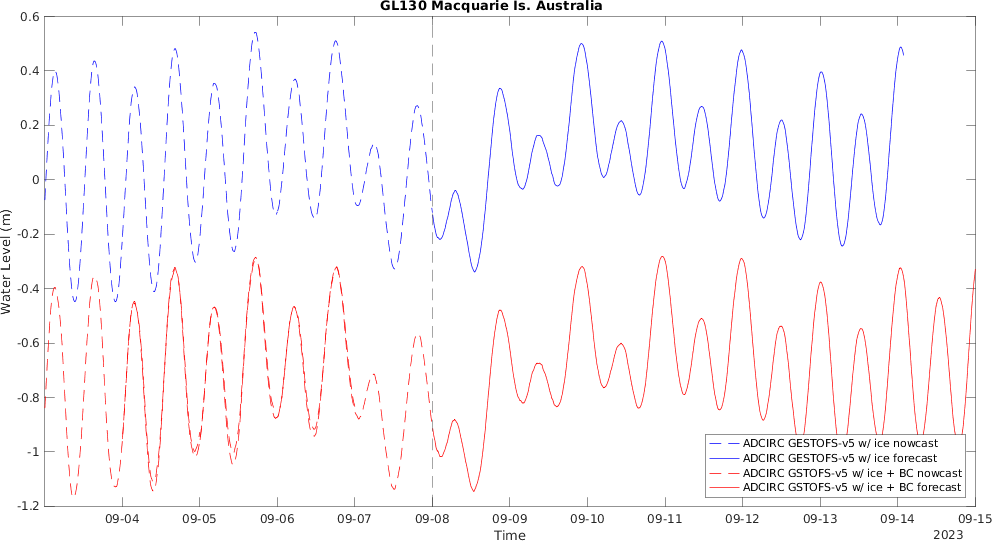 GL130 Macquarie Is. Australia
0.6
0.4
0.2
0
-0.2
-0.4
-0.6
-0.8
-1
-1.2
Water Level (m)
09-04 09-05 09-06 09-07 09-08 09-09 09-10 09-11 09-12 09-13 09-14 09-15
Time
2023
ADCIRC GESTOFS-v5 w/ ice nowcast
ADCIRC GESTOFS-v5 w/ ice forecast
ADCIRC GSTOFS-v5 w/ ice + BC nowcast
ADCIRC GSTOFS-v5 w/ ice + BC forecast